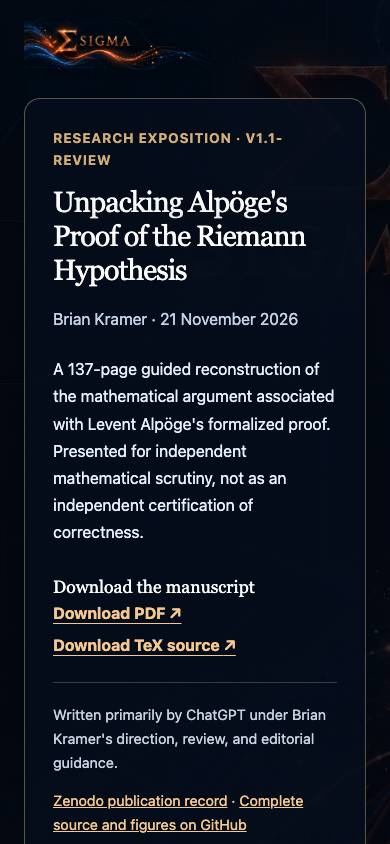 Σ SIGMA
RESEARCH EXPOSITION · V1.1-
REVIEW
Unpacking Alpöge's
Proof of the Riemann
Hypothesis
Brian Kramer · 21 November 2026
A 137-page guided reconstruction of
the mathematical argument associated
with Levent Alpöge's formalized proof.
Presented for independent
mathematical scrutiny, not as an
independent certification of
correctness.
Download the manuscript
Download PDF ↗
Download TeX source ↗
Written primarily by ChatGPT under Brian
Kramer's direction, review, and editorial
guidance.
Zenodo publication record · Complete
source and figures on GitHub